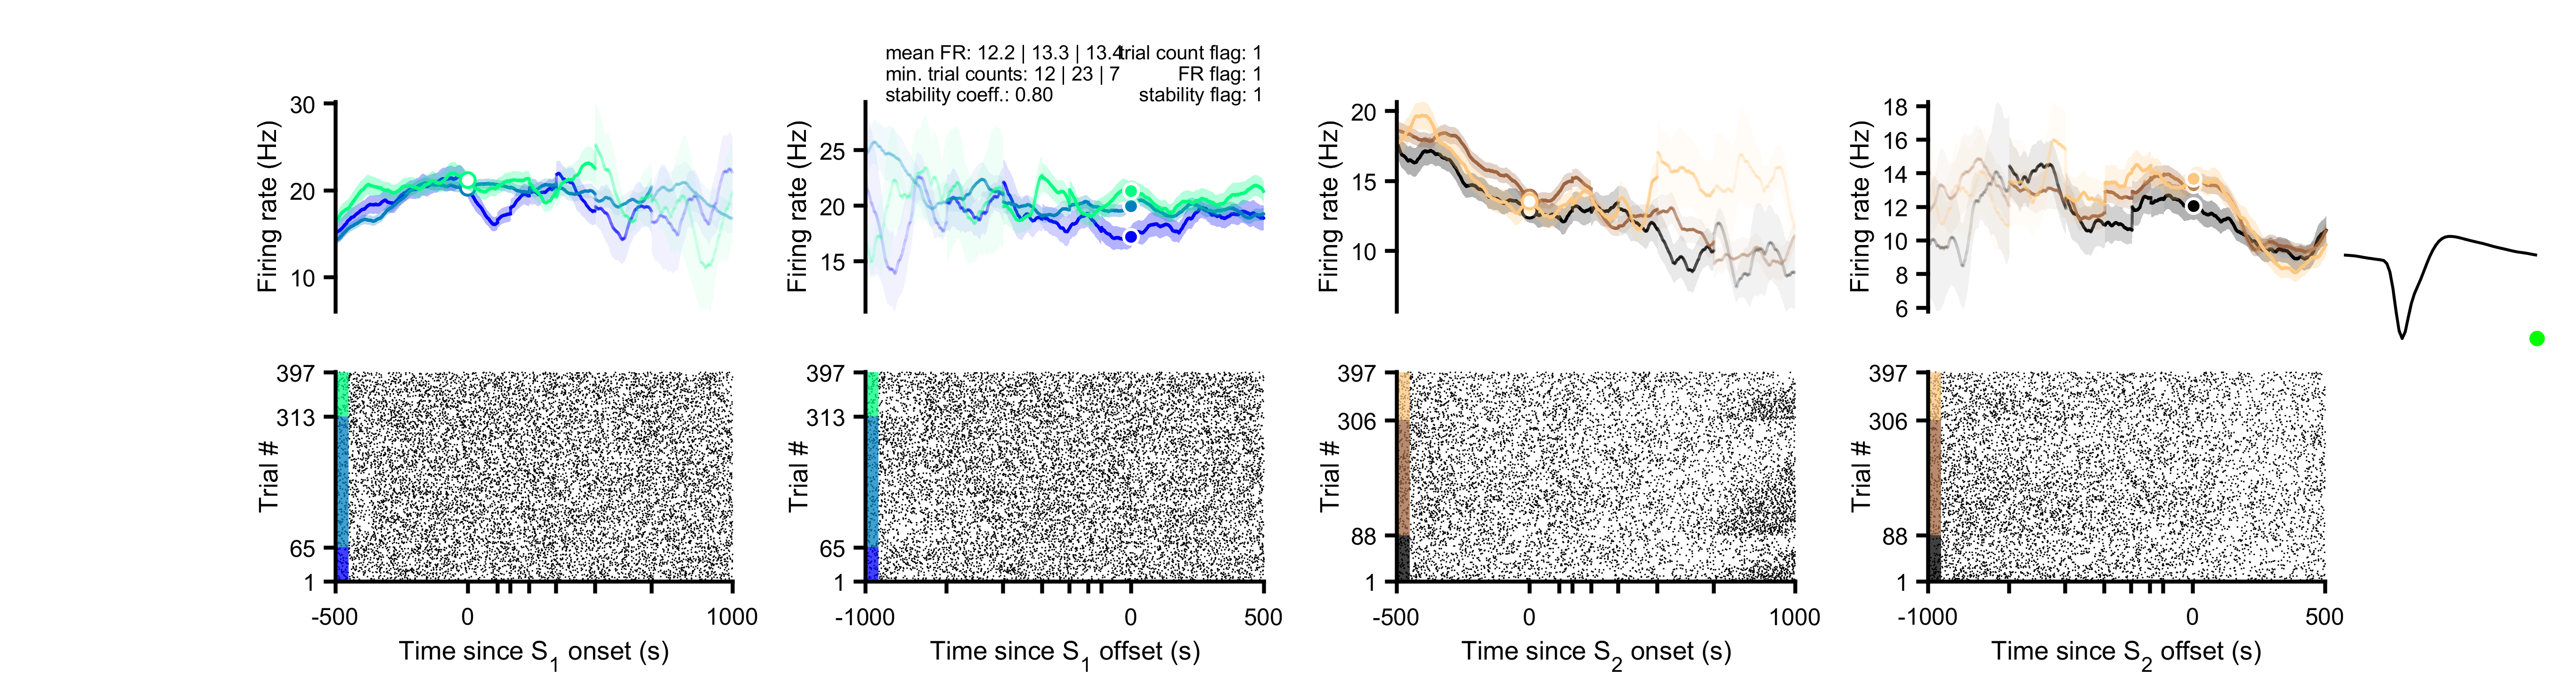 mean FR: 12.2 | 13.3 | 13.4
trial count flag: 1
min. trial counts: 12 | 23 | 7
FR flag: 1
stability coeff.: 0.80
stability flag: 1
Firing rate (Hz)
30
20
10
Firing rate (Hz)
25
20
15
Firing rate (Hz)
20
15
10
Firing rate (Hz)
18
16
14
12
10
8
6
Trial #
397
313
65
1
-500
0
1000
Time since S1 onset (s)
Trial #
397
313
65
1
-1000
0
500
Time since S1 offset (s)
Trial #
397
306
88
1
-500
0
1000
Time since S2 onset (s)
Trial #
397
306
88
1
-1000
0
500
Time since S2 offset (s)